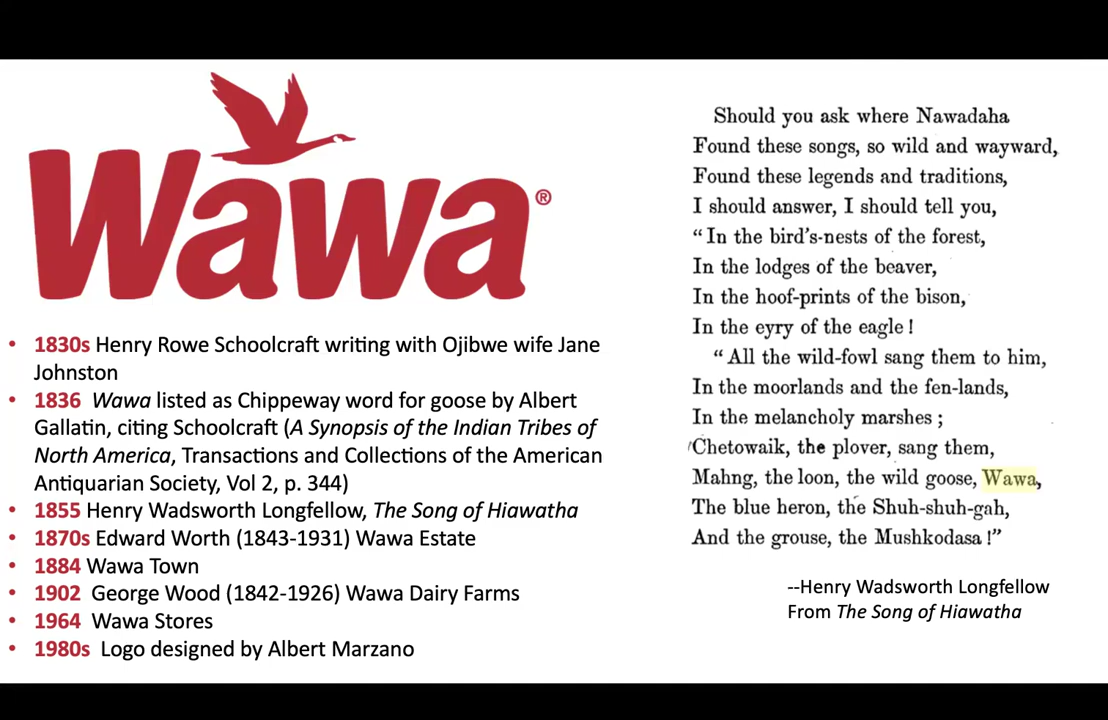 Wawa®
• 1830s Henry Rowe Schoolcraft writing with Ojibwe wife Jane
Johnston
• 1836 Wawa listed as Chippeway word for goose by Albert
Gallatin, citing Schoolcraft (A Synopsis of the Indian Tribes of
North America, Transactions and Collections of the American
Antiquarian Society, Vol 2, p. 344)
• 1855 Henry Wadsworth Longfellow, The Song of Hiawatha
• 1870s Edward Worth (1843-1931) Wawa Estate
• 1884 Wawa Town
• 1902 George Wood (1842-1926) Wawa Dairy Farms
• 1964 Wawa Stores
• 1980s Logo designed by Albert Marzano
Should you ask where Nawadaha
Found these songs, so wild and wayward,
Found these legends and traditions,
I should answer, I should tell you,
“In the bird's-nests of the forest,
In the lodges of the beaver,
In the hoof-prints of the bison,
In the eyry of the eagle!
“All the wild-fowl sang them to him,
In the moorlands and the fen-lands,
In the melancholy marshes;
Chetowaik, the plover, sang them,
Mahng, the loon, the wild goose, Wawa,
The blue heron, the Shuh-shuh-gah,
And the grouse, the Mushkodasa!”
--Henry Wadsworth Longfellow
From The Song of Hiawatha